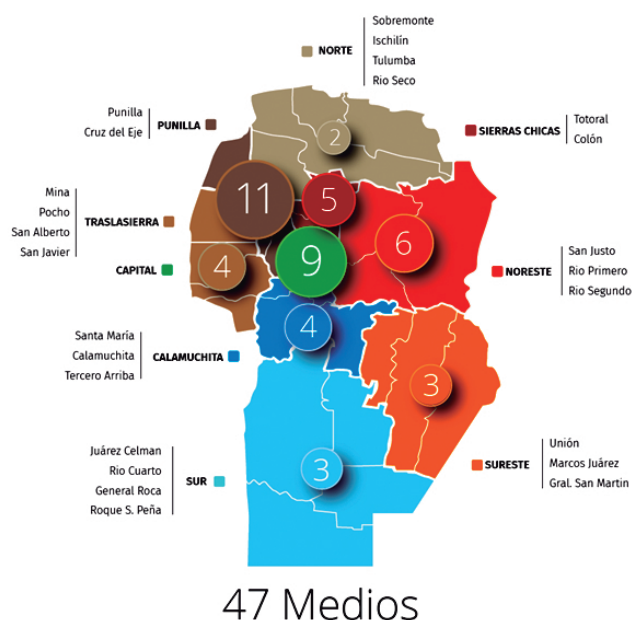 NORTE
Sobremonte
Ischilín
Tulumba
Rio Seco
Punilla
Cruz del Eje
PUNILLA
SIERRAS CHICAS
Totoral
Colón
2
11
5
Mina
Pocho
San Alberto
San Javier
TRASLASIERRA
CAPITAL
4
9
6
NORESTE
San Justo
Rio Primero
Rio Segundo
Santa María
Calamuchita
Tercero Arriba
CALAMUCHITA
4
3
Juárez Celman
Rio Cuarto
General Roca
Roque S. Peña
SUR
3
SURESTE
Unión
Marcos Juárez
Gral. San Martin
47 Medios